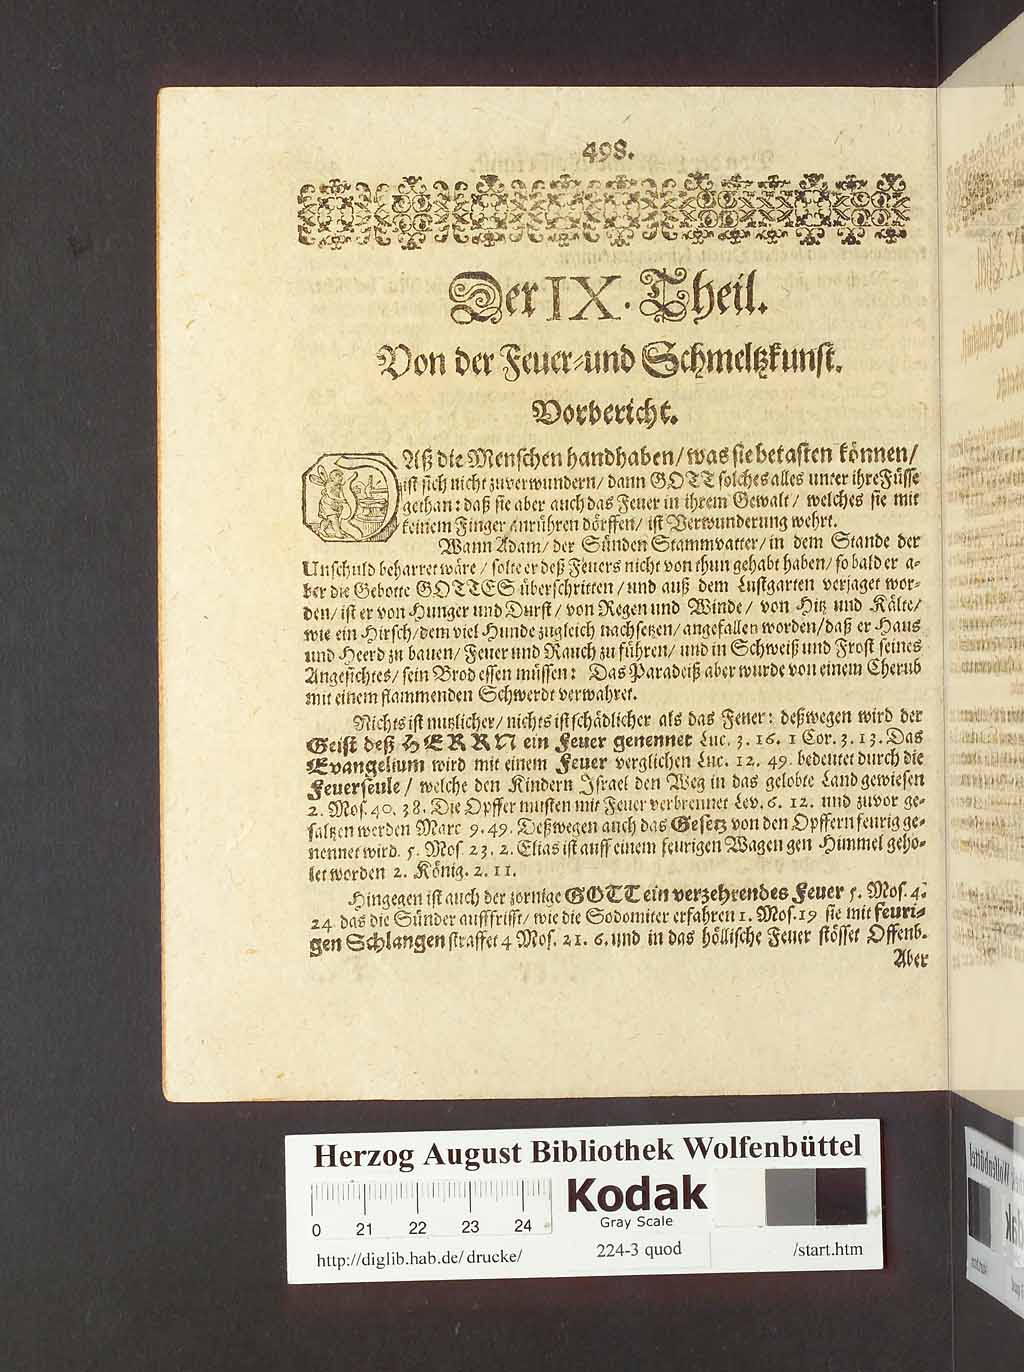 498.
Der IX. Theil.
Von der Feuer-und Schmeltzkunst.
Vorbericht.
DAß die Menschen handhaben/ was sie betasten können/
ist sich nicht zuverwundern/ dann GOTT solches alles unter ihre Füsse
gethan: daß sie aber auch das Feuer in ihrem Gewalt/ welches sie mit
keinem Finger anrühren dörffen/ ist Verwunderung wehrt.
Wann Adam/ der Sünden Stammvatter/ in dem Stande der
Unschuld beharret wäre/ solte er deß Feuers nicht von thun gehabt haben/ so bald er a-
ber die Gebotte GOTTES überschritten/ und auß dem Lustgarten verjaget wor-
den/ ist er von Hunger und Durst/ von Regen und Winde/ von Hitz und Kälte/
wie ein Hirsch/ dem viel Hunde zugleich nachsetzen/ angefallen worden/ daß er Haus
und Heerd zu bauen/ Feuer und Rauch zu führen/ und in Schweiß und Frost seines
Angesichtes/ sein Brod essen müssen: Das Paradeiß aber wurde von einem Cherub
mit einem flammenden Schwerdt verwahret.
Nichts ist nutzlicher/ nichts ist schädlicher als das Feuer: deßwegen wird der
Geist deß HERRN ein Feuer genennet Luc. 3. 16. 1 Cor. 3. 13. Das
Evangelium wird mit einem Feuer verglichen Luc. 12. 49. bedeutet durch die
Feuerseule/ welche den Kindern Israel den Weg in das gelobte Land gewiesen
2. Mos. 40. 38. Die Opffer musten mit Feuer verbrennet Lev. 6. 12. und zuvor ge-
saltzen werden Marc 9. 49. Deßwegen auch das Gesetz von den Opffern feurig ge-
nennet wird. 5. Mos 23. 2. Elias ist auff einem feurigen Wagen gen Himmel geho-
let worden 2. König. 2. 11.
Hingegen ist auch der zornige GOTT ein verzehrendes Feuer 5. Mos. 4.
24 das die Sünder aufffrisst/ wie die Sodomiter erfahren 1. Mos. 19 sie mit feuri-
gen Schlangen straffet 4 Mos. 21. 6. und in das höllische Feuer stösset Offenb.
Aber
Herzog August Bibliothek Wolfenbüttel
0 21 22 23 24
Kodak
Gray Scale
http://diglib.hab.de/drucke/ 224-3 quod /start.htm